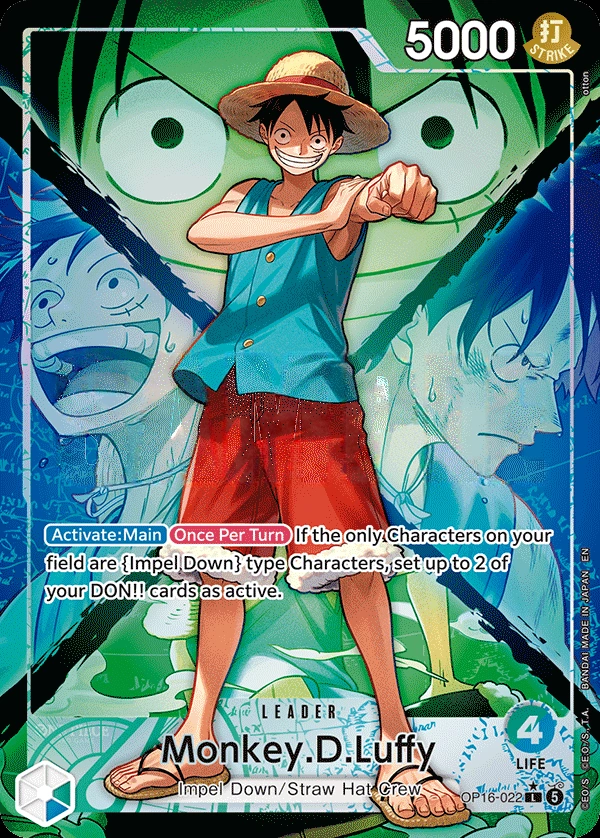 5000
打
STRIKE
otton
Activate:Main Once Per Turn If the only Characters on your
field are {Impel Down} type Characters, set up to 2 of
your DON!! cards as active.
LEADER
Monkey.D.Luffy
Impel Down/Straw Hat Crew
4
LIFE
OP16-022 L 5
©E.O./S. ©E.O./S.,T.A. BANDAI MADE IN JAPAN EN